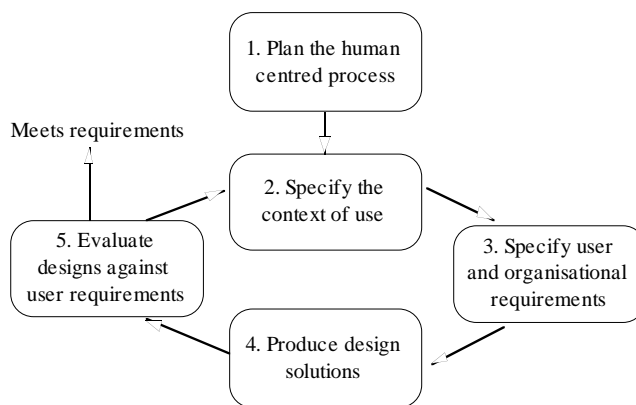 1. Plan the human
centred process
Meets requirements
2. Specify the
context of use
3. Specify user
and organisational
requirements
4. Produce design
solutions
5. Evaluate
designs against
user requirements